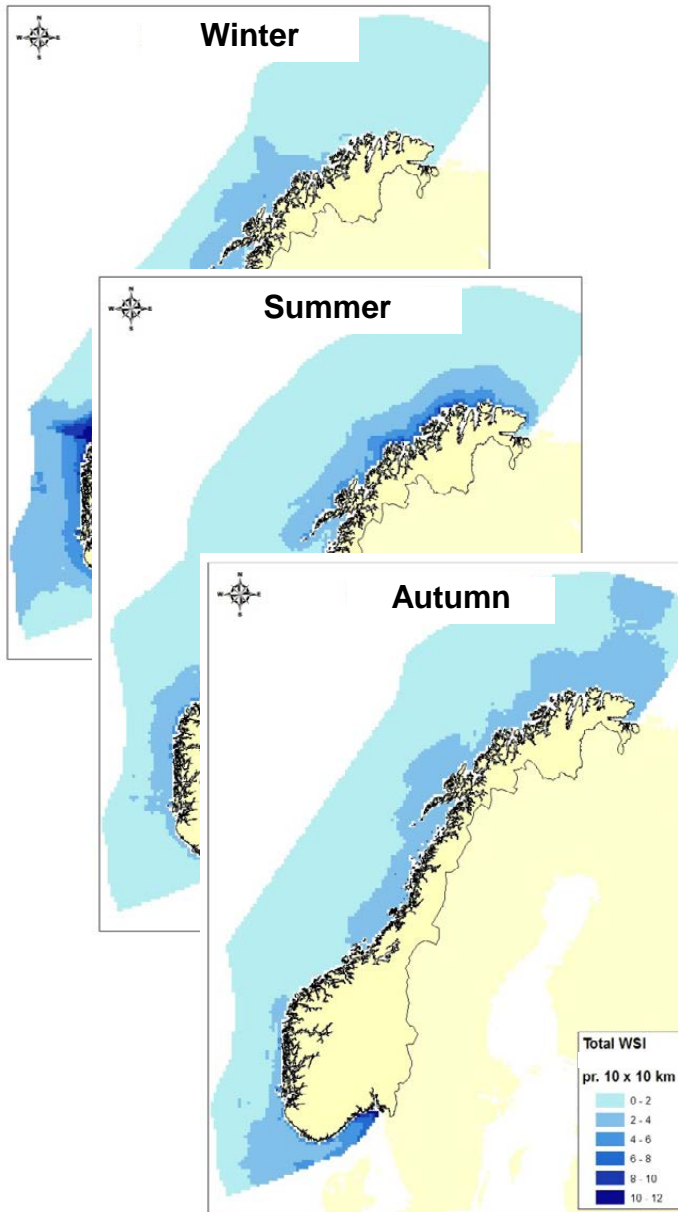 N
W E
S
Winter
N
W E
S
Summer
N
W E
S
Autumn
Total WSI
pr. 10 x 10 km
0 - 2
2 - 4
4 - 6
6 - 8
8 - 10
10 - 12